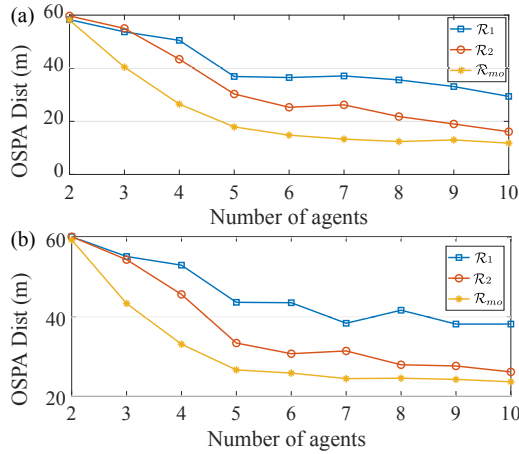 (a)
60
40
20
0
OSPA Dist (m)
R1
R2
Rmo
2 3 4 5 6 7 8 9 10
Number of agents
(b)
60
40
20
OSPA Dist (m)
R1
R2
Rmo
2 3 4 5 6 7 8 9 10
Number of agents